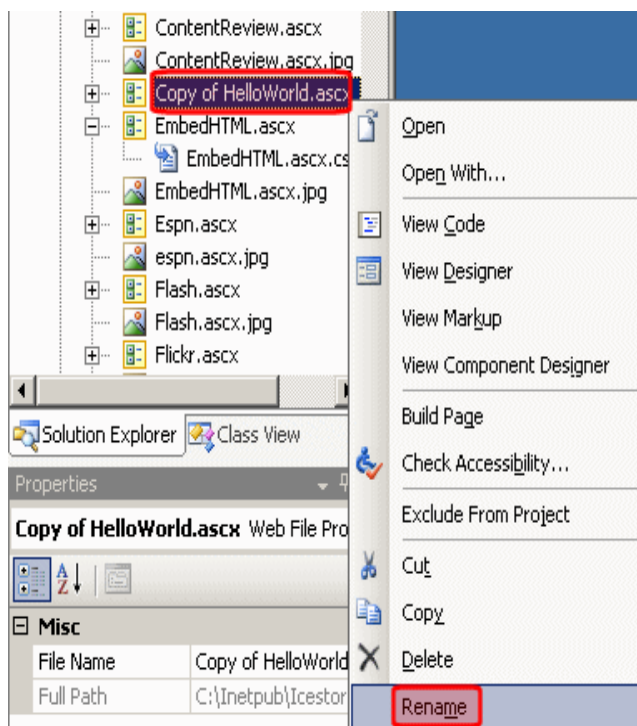 ContentReview.ascx
ContentReview.ascx.jpg
Copy of HelloWorld.ascx
EmbedHTML.ascx
EmbedHTML.ascx.cs
EmbedHTML.ascx.jpg
Espn.ascx
espn.ascx.jpg
Flash.ascx
Flash.ascx.jpg
Flickr.ascx
Solution Explorer
Class View
Properties
Copy of HelloWorld.ascx Web File Pro
Misc
File Name Copy of HelloWorld
Full Path C:\Inetpub\Icestor
Open
Open With...
View Code
View Designer
View Markup
View Component Designer
Build Page
Check Accessibility...
Exclude From Project
Cut
Copy
Delete
Rename